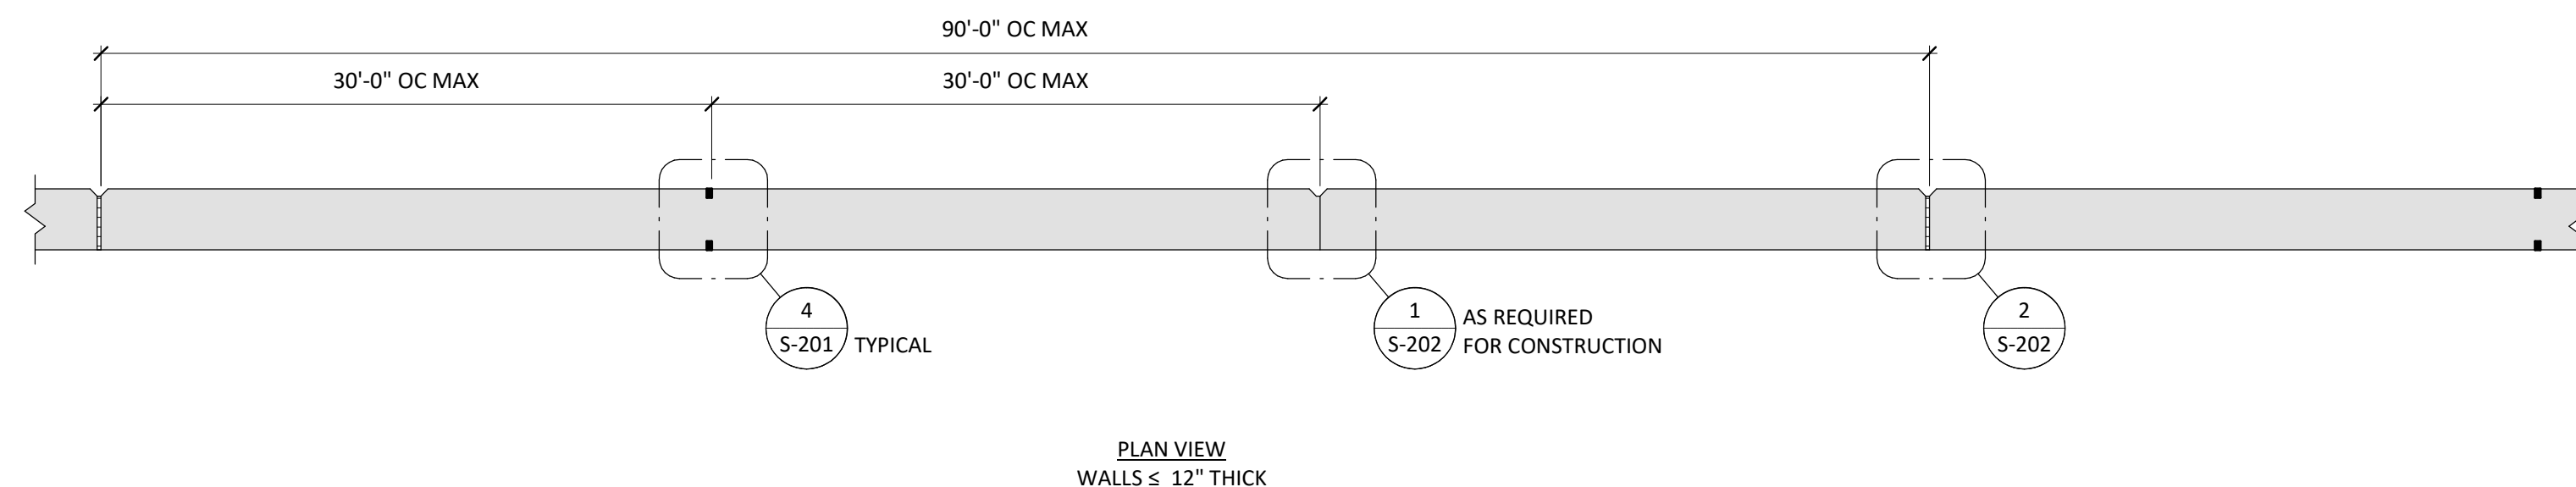 90'-0" OC MAX
30'-0" OC MAX
30'-0" OC MAX
4
S-201
TYPICAL
1
S-202
AS REQUIRED
FOR CONSTRUCTION
2
S-202
PLAN VIEW
WALLS ≤ 12" THICK